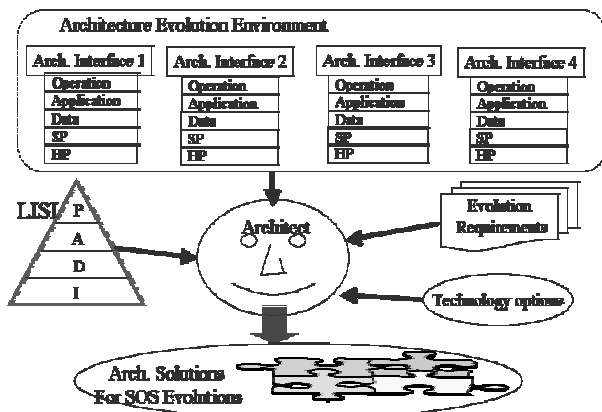 Architecture Evolution Environment
Arch. Interface 1
Operation
Application
Data
SP
HP
Arch. Interface 2
Operation
Application
Data
SP
HP
Arch. Interface 3
Operation
Application
Data
SP
HP
Arch. Interface 4
Operation
Application
Data
SP
HP
LISI
P
A
D
I
Architect
Evolution
Requirements
Technology options
Arch. Solutions
For SOS Evolutions